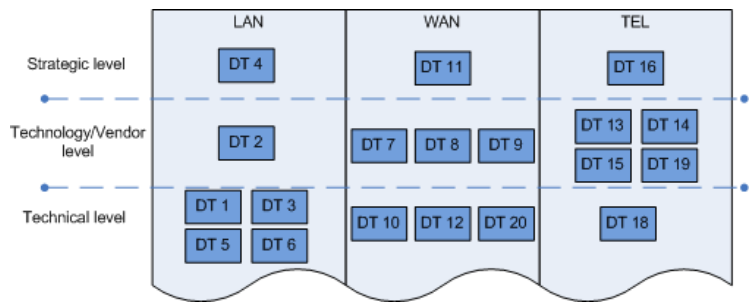 LAN WAN TEL
Strategic level DT 4 DT 11 DT 16
DT 13 DT 14
Technology/Vendor level DT 2 DT 7 DT 8 DT 9
DT 15 DT 19
DT 1 DT 3
Technical level DT 10 DT 12 DT 20 DT 18
DT 5 DT 6